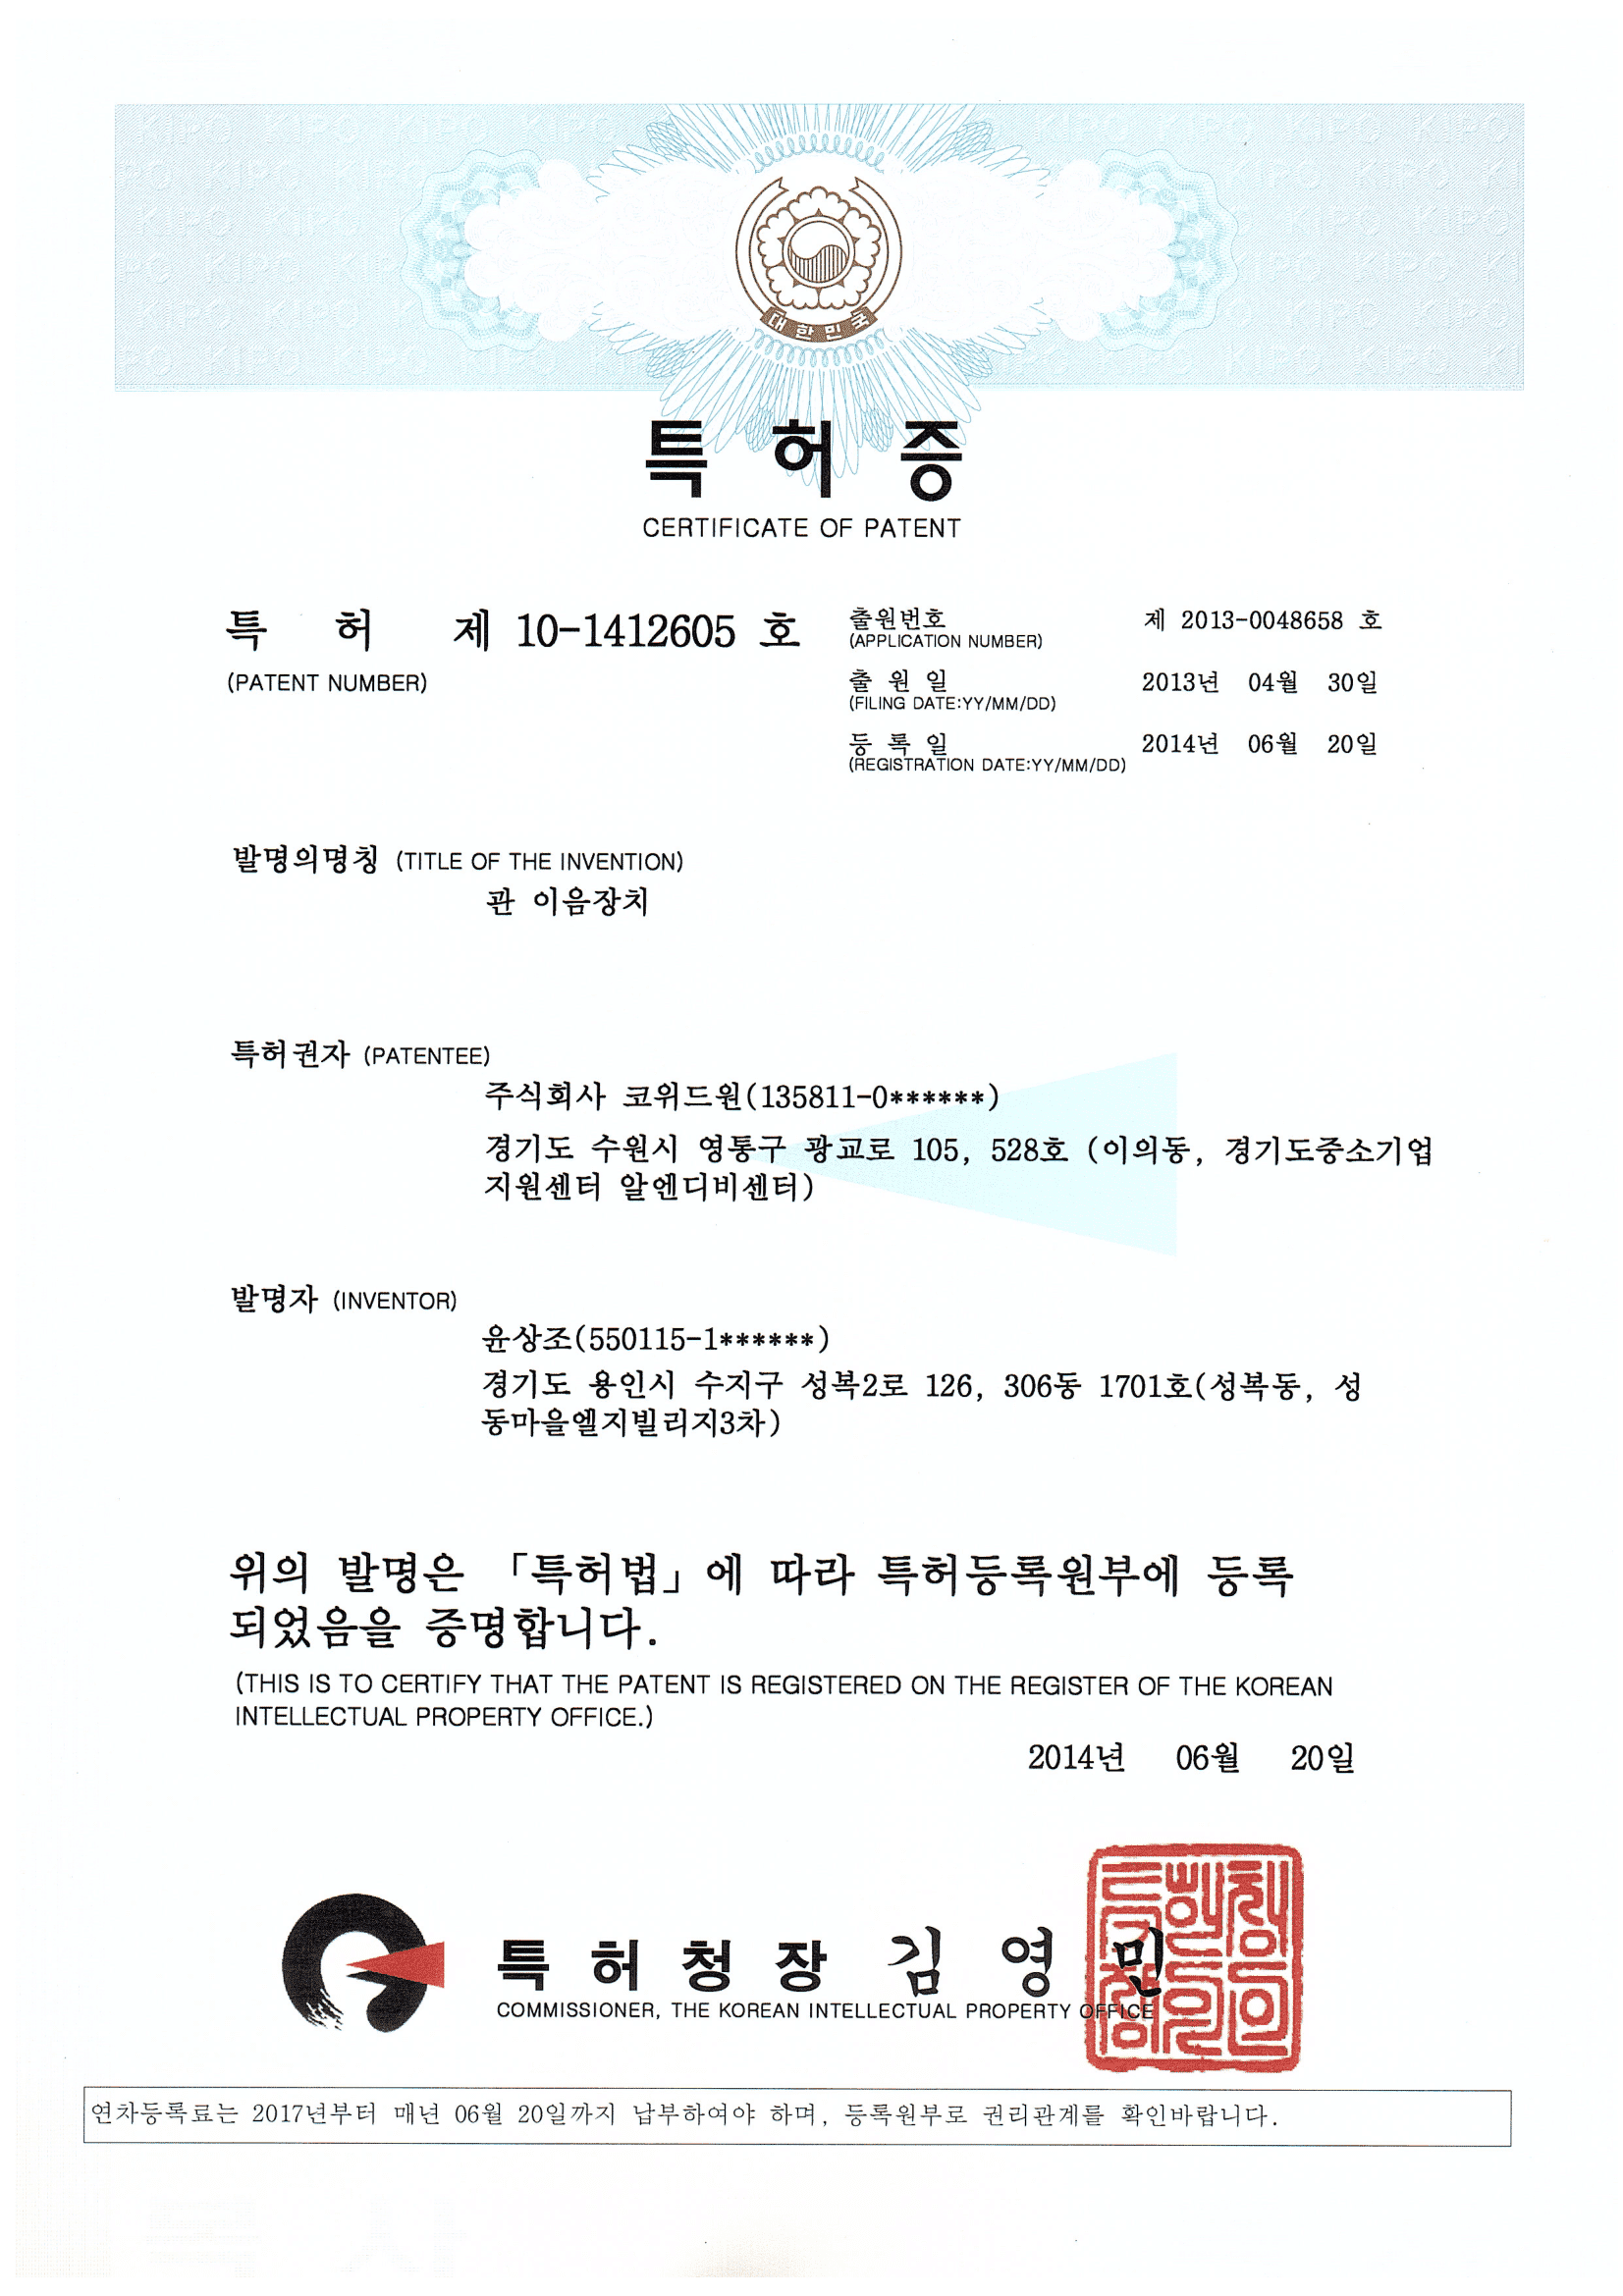 대한민국
특 허 증
CERTIFICATE OF PATENT
특 허 제 10-1412605 호
(PATENT NUMBER)
출원번호 제 2013-0048658 호
(APPLICATION NUMBER)
출 원 일 2013년 04월 30일
(FILING DATE:YY/MM/DD)
등 록 일 2014년 06월 20일
(REGISTRATION DATE:YY/MM/DD)
발명의명칭 (TITLE OF THE INVENTION)
관 이음장치
특허권자 (PATENTEE)
주식회사 코위드원(135811-0******)
경기도 수원시 영통구 광교로 105, 528호 (이의동, 경기도중소기업
지원센터 알엔디비센터)
발명자 (INVENTOR)
윤상조(550115-1******)
경기도 용인시 수지구 성복2로 126, 306동 1701호(성복동, 성
동마을엘지빌리지3차)
위의 발명은 「특허법」에 따라 특허등록원부에 등록
되었음을 증명합니다.
(THIS IS TO CERTIFY THAT THE PATENT IS REGISTERED ON THE REGISTER OF THE KOREAN
INTELLECTUAL PROPERTY OFFICE.)
2014년 06월 20일
특 허 청 장 김 영 민
COMMISSIONER, THE KOREAN INTELLECTUAL PROPERTY OFFICE
연차등록료는 2017년부터 매년 06월 20일까지 납부하여야 하며, 등록원부로 권리관계를 확인바랍니다.